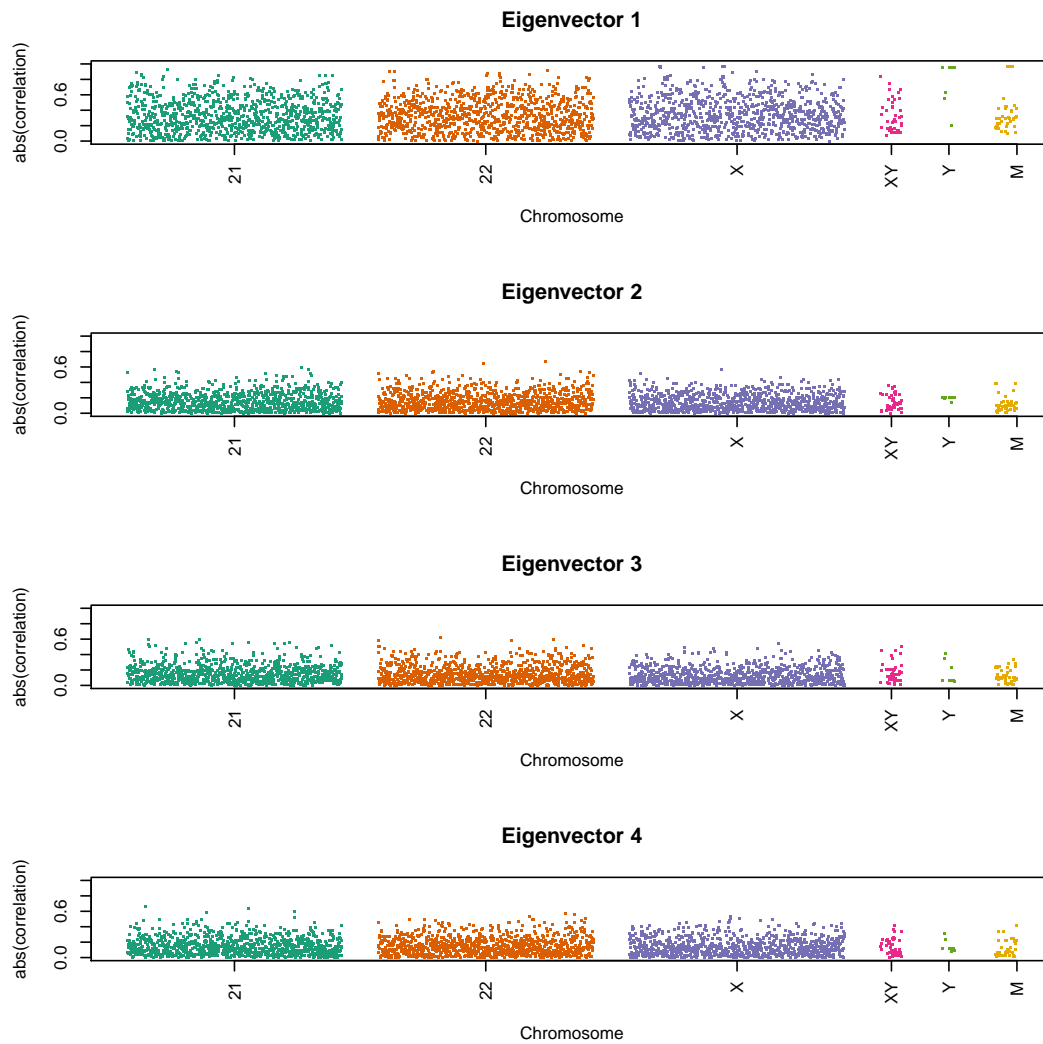 Eigenvector 1
abs(correlation)
0.6
0.0
21 22 X XY Y M
Chromosome
Eigenvector 2
abs(correlation)
0.6
0.0
21 22 X XY Y M
Chromosome
Eigenvector 3
abs(correlation)
0.6
0.0
21 22 X XY Y M
Chromosome
Eigenvector 4
abs(correlation)
0.6
0.0
21 22 X XY Y M
Chromosome